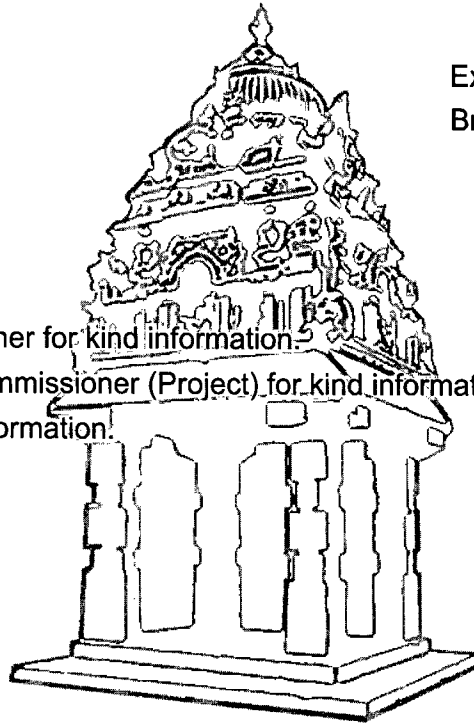 Ex
Br
ner for kind information.
mmissioner (Project) for kind informat
ormation.